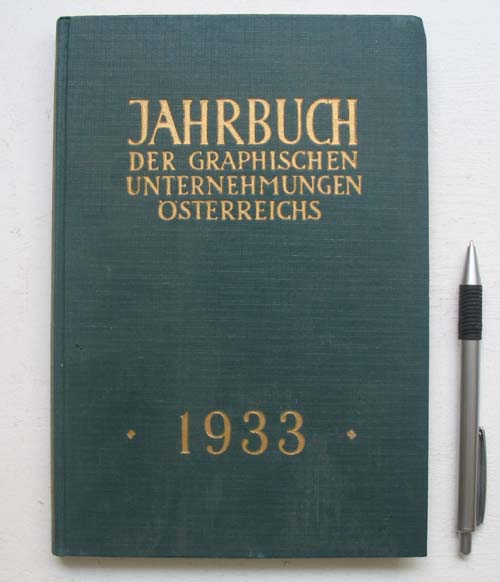 JAHRBUCH
DER GRAPHISCHEN
UNTERNEHMUNGEN
ÖSTERREICHS
· 1933 ·